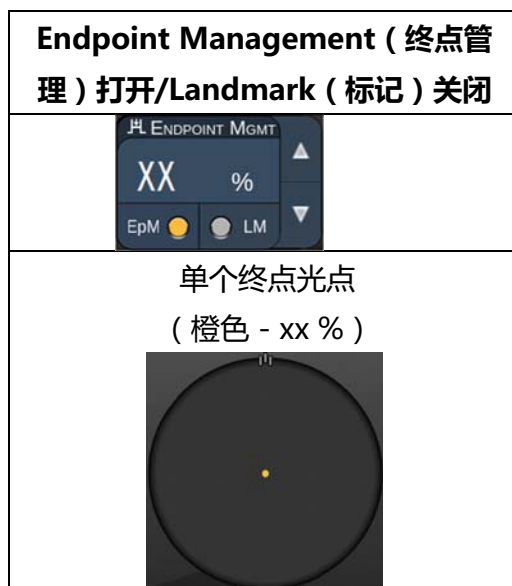 Endpoint Management（终点管
理）打开/Landmark（标记）关闭
ENDPOINT MGMT
XX %
EpM LM
单个终点光点
（橙色 - xx %）